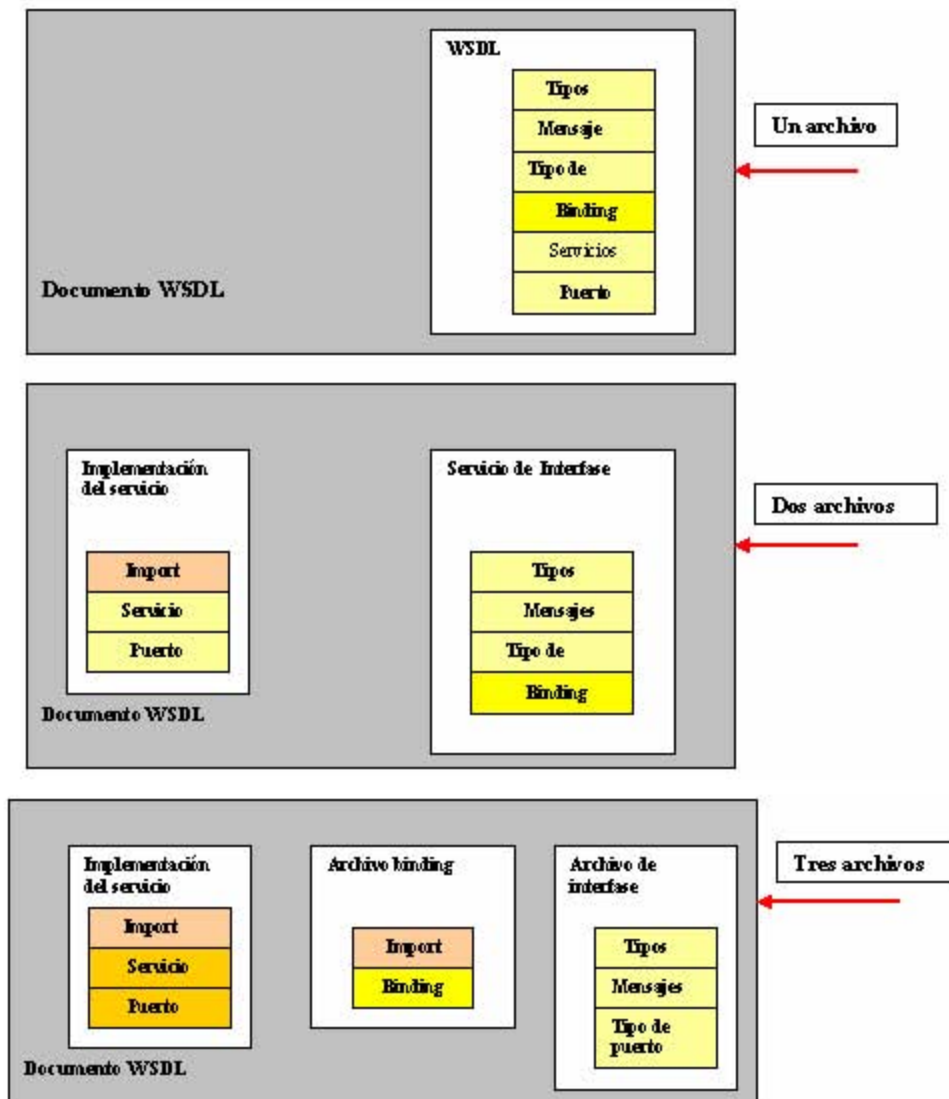 WSDL
Tipos
Mensaje
Tipo de
Binding
Servicios
Puerto
Documento WSDL
Un archivo
Implementación
del servicio
Import
Servicio
Puerto
Documento WSDL
Servicio de Interfase
Tipos
Mensajes
Tipo de
Binding
Dos archivos
Implementación
del servicio
Import
Servicio
Puerto
Documento WSDL
Archivo binding
Import
Binding
Archivo de
interfase
Tipos
Mensajes
Tipo de
puerto
Tres archivos